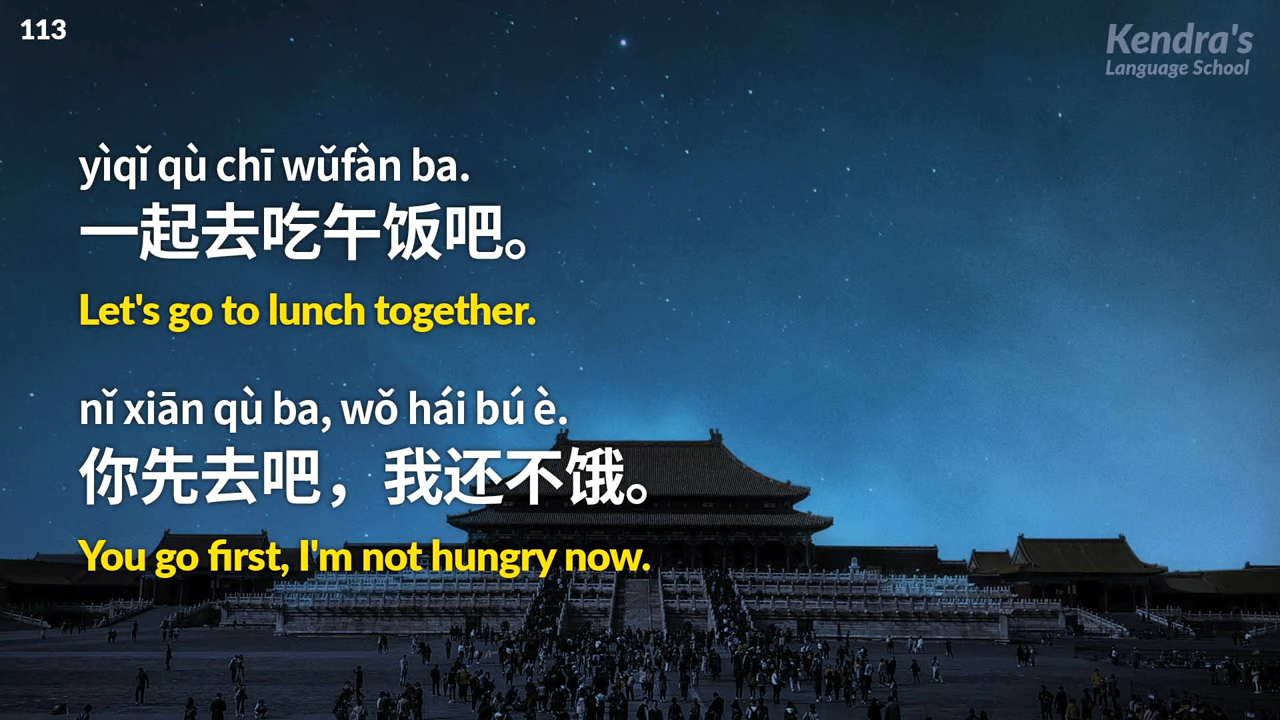 113
Kendra's
Language School
yìqǐ qù chī wǔfàn ba.
一起去吃午饭吧。
Let's go to lunch together.
nǐ xiān qù ba, wǒ hái bú è.
你先去吧，我还不饿。
You go first, I'm not hungry now.